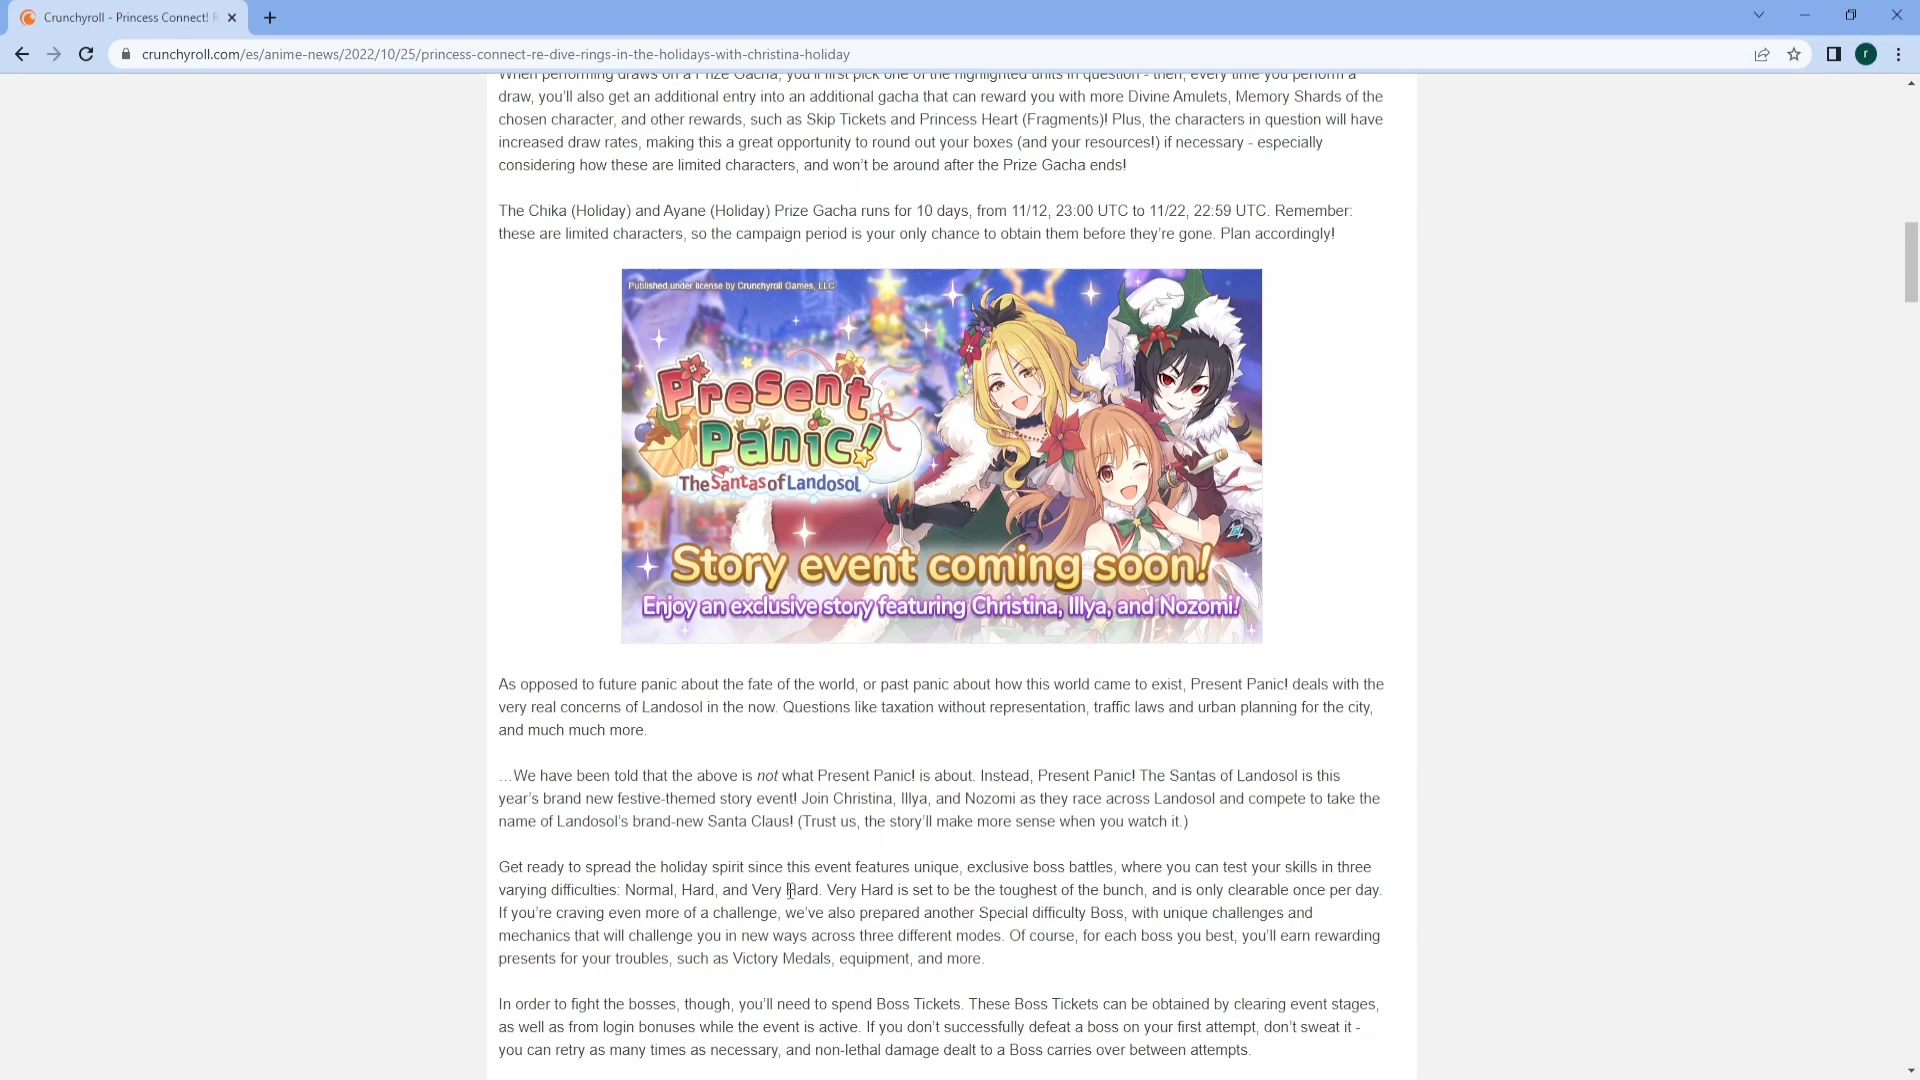 Crunchyroll - Princess Connect! R
crunchyroll.com/es/anime-news/2022/10/25/princess-connect-re-dive-rings-in-the-holidays-with-christina-holiday
r
When performing draws on a Prize Gacha, you'll first pick one of the highlighted units in question - then, every time you perform a
draw, you'll also get an additional entry into an additional gacha that can reward you with more Divine Amulets, Memory Shards of the
chosen character, and other rewards, such as Skip Tickets and Princess Heart (Fragments)! Plus, the characters in question will have
increased draw rates, making this a great opportunity to round out your boxes (and your resources!) if necessary - especially
considering how these are limited characters, and won't be around after the Prize Gacha ends!
The Chika (Holiday) and Ayane (Holiday) Prize Gacha runs for 10 days, from 11/12, 23:00 UTC to 11/22, 22:59 UTC. Remember:
these are limited characters, so the campaign period is your only chance to obtain them before they're gone. Plan accordingly!
Published under license by Crunchyroll Games, LLC
Present
Panic!
The Santas of Landosol
Story event coming soon!
Enjoy an exclusive story featuring Christina, Illya, and Nozomi!
As opposed to future panic about the fate of the world, or past panic about how this world came to exist, Present Panic! deals with the
very real concerns of Landosol in the now. Questions like taxation without representation, traffic laws and urban planning for the city,
and much much more.
…We have been told that the above is not what Present Panic! is about. Instead, Present Panic! The Santas of Landosol is this
year's brand new festive-themed story event! Join Christina, Illya, and Nozomi as they race across Landosol and compete to take the
name of Landosol's brand-new Santa Claus! (Trust us, the story'll make more sense when you watch it.)
Get ready to spread the holiday spirit since this event features unique, exclusive boss battles, where you can test your skills in three
varying difficulties: Normal, Hard, and Very Hard. Very Hard is set to be the toughest of the bunch, and is only clearable once per day.
If you're craving even more of a challenge, we've also prepared another Special difficulty Boss, with unique challenges and
mechanics that will challenge you in new ways across three different modes. Of course, for each boss you best, you'll earn rewarding
presents for your troubles, such as Victory Medals, equipment, and more.
In order to fight the bosses, though, you'll need to spend Boss Tickets. These Boss Tickets can be obtained by clearing event stages,
as well as from login bonuses while the event is active. If you don't successfully defeat a boss on your first attempt, don't sweat it -
you can retry as many times as necessary, and non-lethal damage dealt to a Boss carries over between attempts.